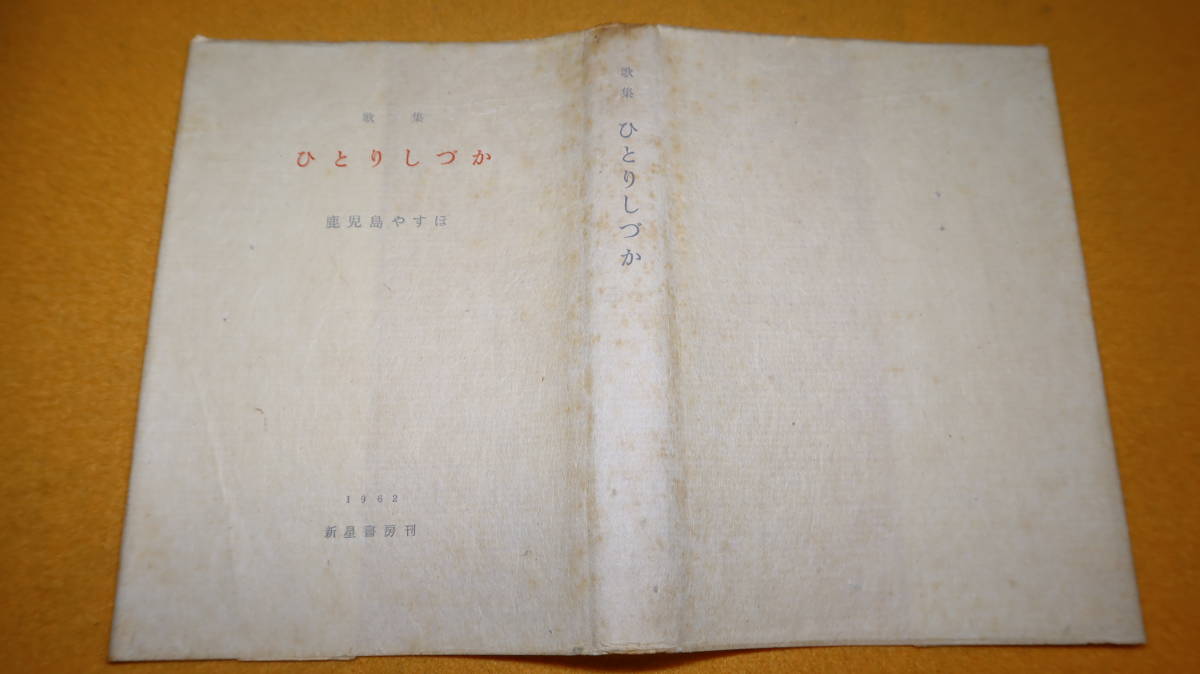 歌集
ひとりしづか
鹿児島やすほ
1962
新星書房刊
歌集 ひとりしづか